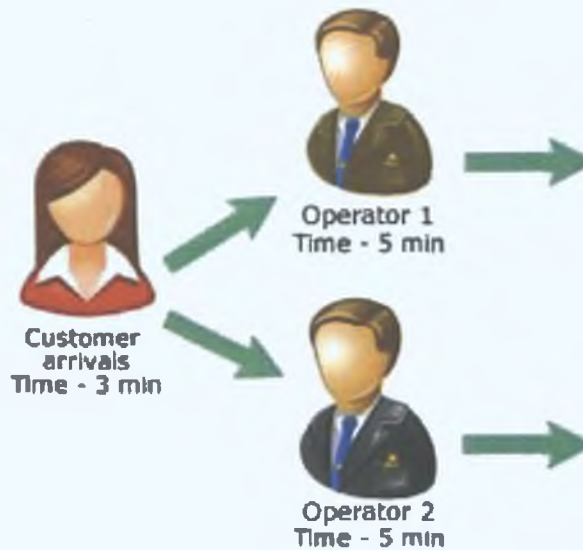 Operator 1
Time - 5 min
Customer
arrivals
Time - 3 min
Operator 2
Time - 5 min